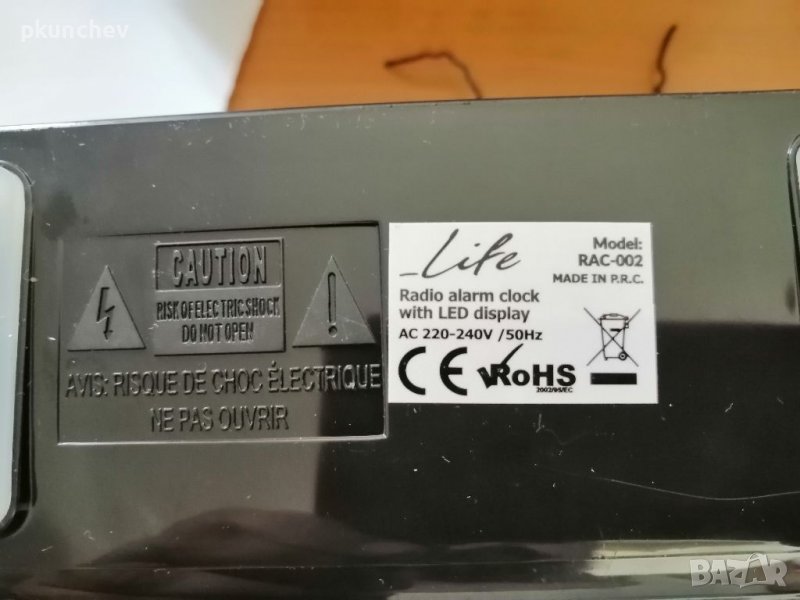 pkunchev
CAUTION
RISK OF ELECTRIC SHOCK
DO NOT OPEN
AVIS: RISQUE DE CHOC ÉLECTRIQUE
NE PAS OUVRIR
Life
Model:
RAC-002
MADE IN P.R.C.
Radio alarm clock
with LED display
AC 220-240V /50Hz
CE RoHS
2002/95/EC
BAZAR